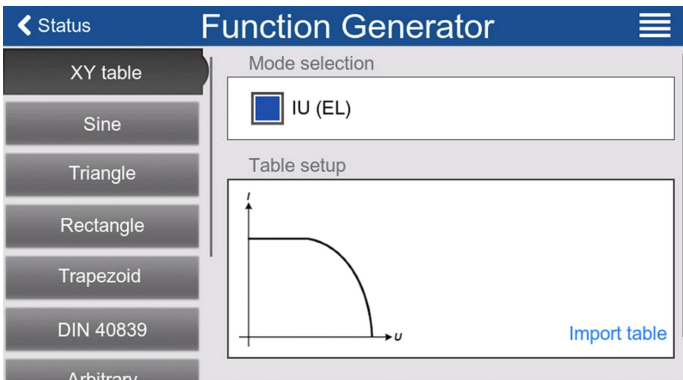 Status
Function Generator
XY table
Sine
Triangle
Rectangle
Trapezoid
DIN 40839
Arbitrary
Mode selection
IU (EL)
Table setup
I
U
Import table